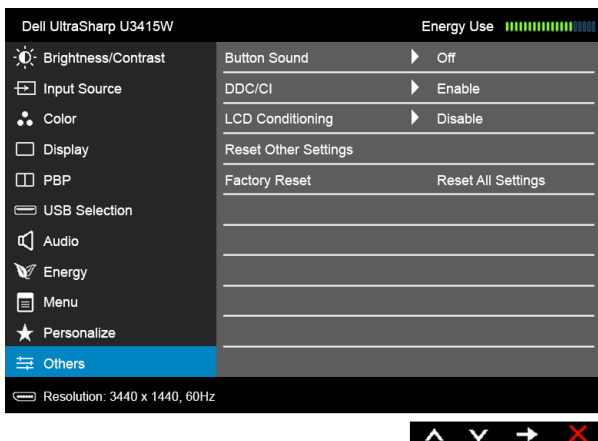 Dell UltraSharp U3415W
Energy Use
Brightness/Contrast
Input Source
Color
Display
PBP
USB Selection
Audio
Energy
Menu
Personalize
Others
Button Sound Off
DDC/CI Enable
LCD Conditioning Disable
Reset Other Settings
Factory Reset Reset All Settings
Resolution: 3440 x 1440, 60Hz